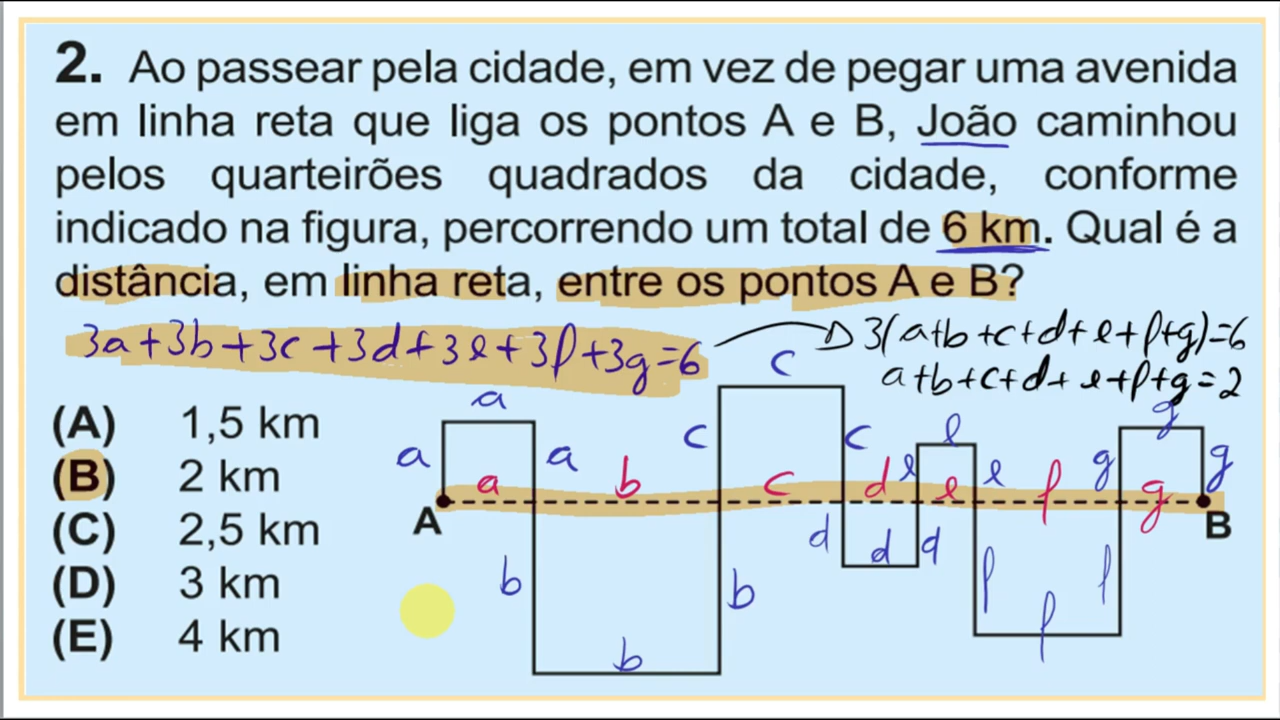 2. Ao passear pela cidade, em vez de pegar uma avenida
em linha reta que liga os pontos A e B, João caminhou
pelos quarteirões quadrados da cidade, conforme
indicado na figura, percorrendo um total de 6 km. Qual é a
distância, em linha reta, entre os pontos A e B?
3a+3b+3c+3d+3e+3f+3g=6
3(a+b+c+d+e+f+g)=6
a+b+c+d+e+f+g=2
(A) 1,5 km
(B) 2 km
(C) 2,5 km
(D) 3 km
(E) 4 km
c
a
e
g
a
a
c
c
e
e
g
g
a
b
c
d
e
f
g
A
B
d
d
d
b
b
f
f
f
b